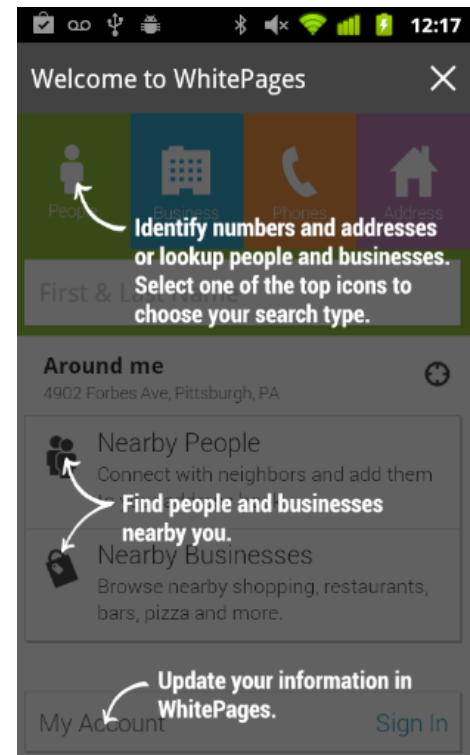 12:17
Welcome to WhitePages
People
Business
Phones
Address
Identify numbers and addresses
or lookup people and businesses.
Select one of the top icons to
choose your search type.
First & Last Name
Around me
4902 Forbes Ave, Pittsburgh, PA
Nearby People
Connect with neighbors and add them
Find people and businesses
nearby you.
Nearby Businesses
Browse nearby shopping, restaurants,
bars, pizza and more.
Update your information in
WhitePages.
My Account
Sign In